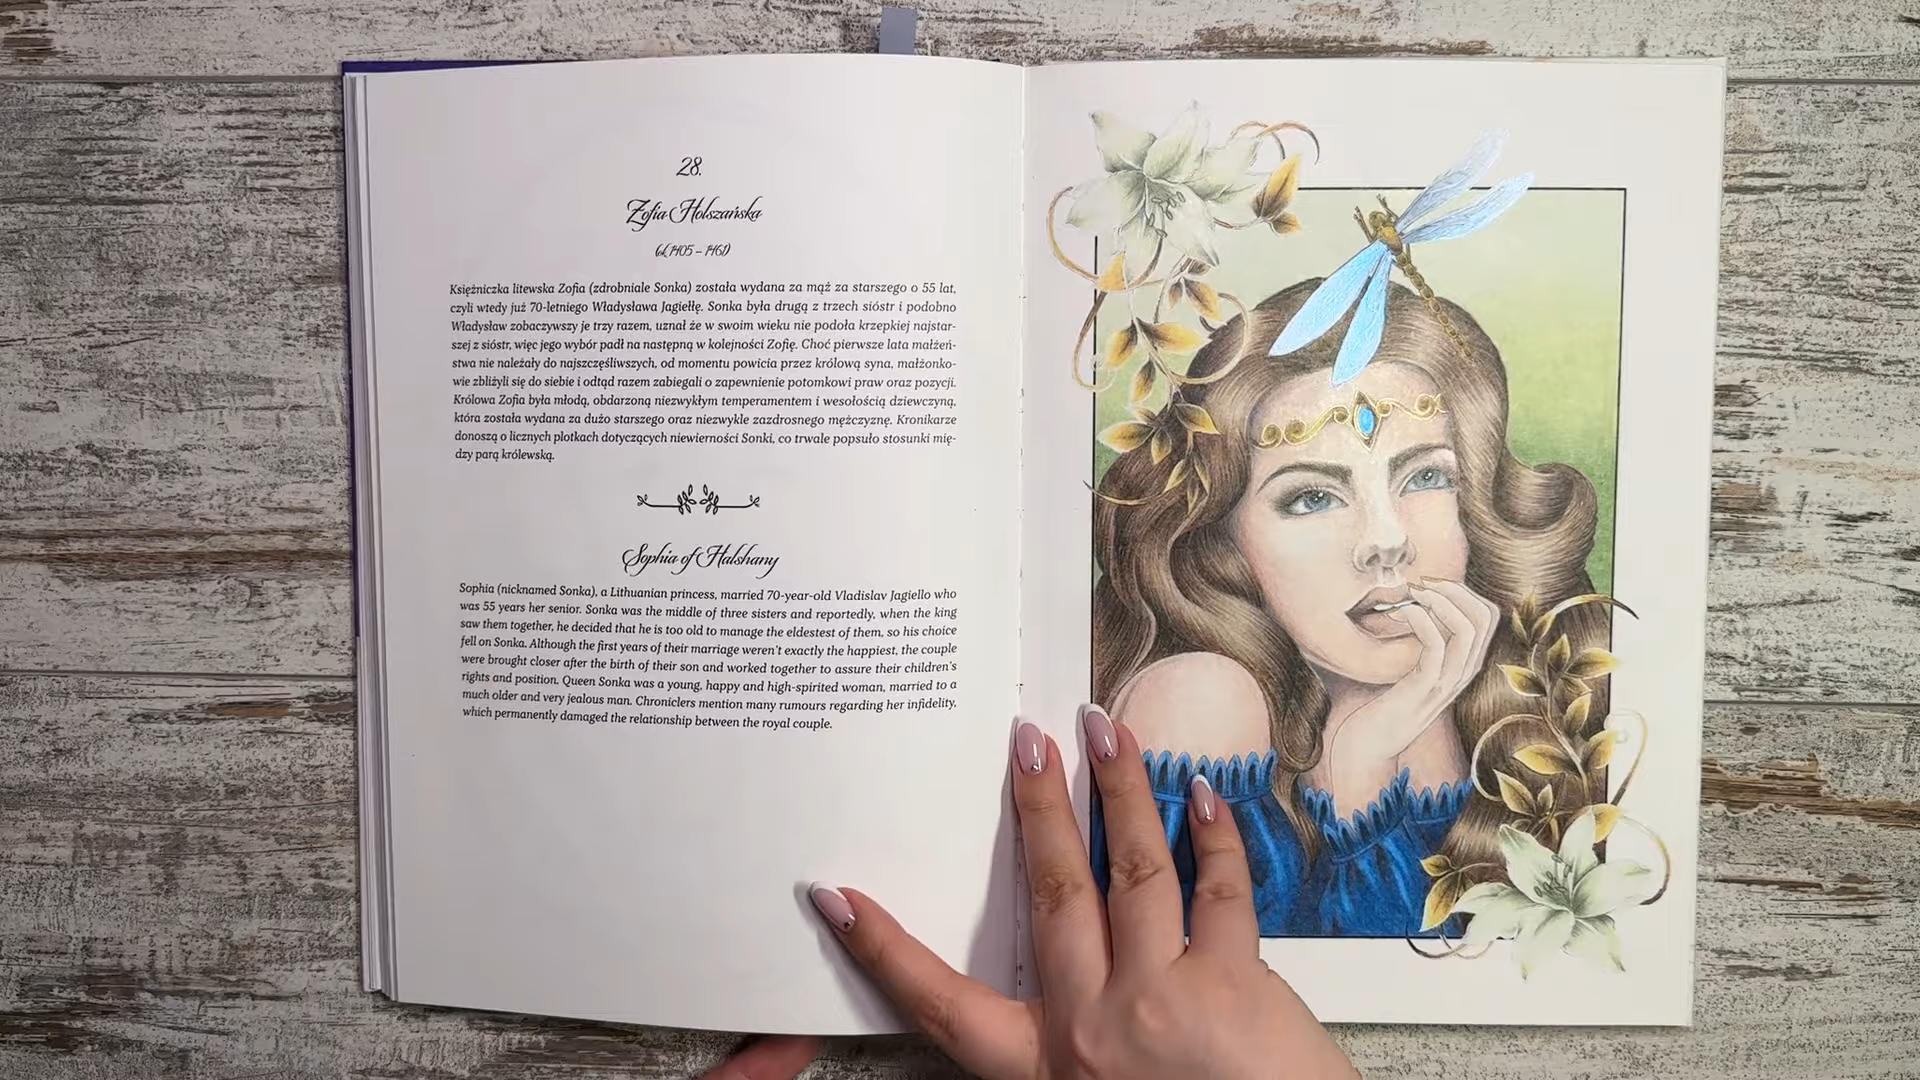 28.
Zofia Holszańska
(ok. 1405 – 1461)
Księżniczka litewska Zofia (zdrobniale Sonka) została wydana za mąż za starszego o 55 lat,
czyli wtedy już 70-letniego Władysława Jagiełłę. Sonka była drugą z trzech sióstr i podobno
Władysław zobaczywszy je trzy razem, uznał że w swoim wieku nie podoła krzepkiej najstar-
szej z sióstr, więc jego wybór padł na następną w kolejności Zofię. Choć pierwsze lata małżeń-
stwa nie należały do najszczęśliwszych, od momentu powicia przez królową syna, małżonko-
wie zbliżyli się do siebie i odtąd razem zabiegali o zapewnienie potomkowi praw oraz pozycji.
Królowa Zofia była młodą, obdarzoną niezwykłym temperamentem i wesołością dziewczyną,
która została wydana za dużo starszego oraz niezwykle zazdrosnego mężczyznę. Kronikarze
donoszą o licznych plotkach dotyczących niewierności Sonki, co trwale popsuło stosunki mię-
dzy parą królewską.
Sophia of Halshany
Sophia (nicknamed Sonka), a Lithuanian princess, married 70-year-old Vladislav Jagiello who
was 55 years her senior. Sonka was the middle of three sisters and reportedly, when the king
saw them together, he decided that he is too old to manage the eldestest of them, so his choice
fell on Sonka. Although the first years of their marriage weren't exactly the happiest, the couple
were brought closer after the birth of their son and worked together to assure their children's
rights and position. Queen Sonka was a young, happy and high-spirited woman, married to a
much older and very jealous man. Chroniclers mention many rumours regarding her infidelity,
which permanently damaged the relationship between the royal couple.